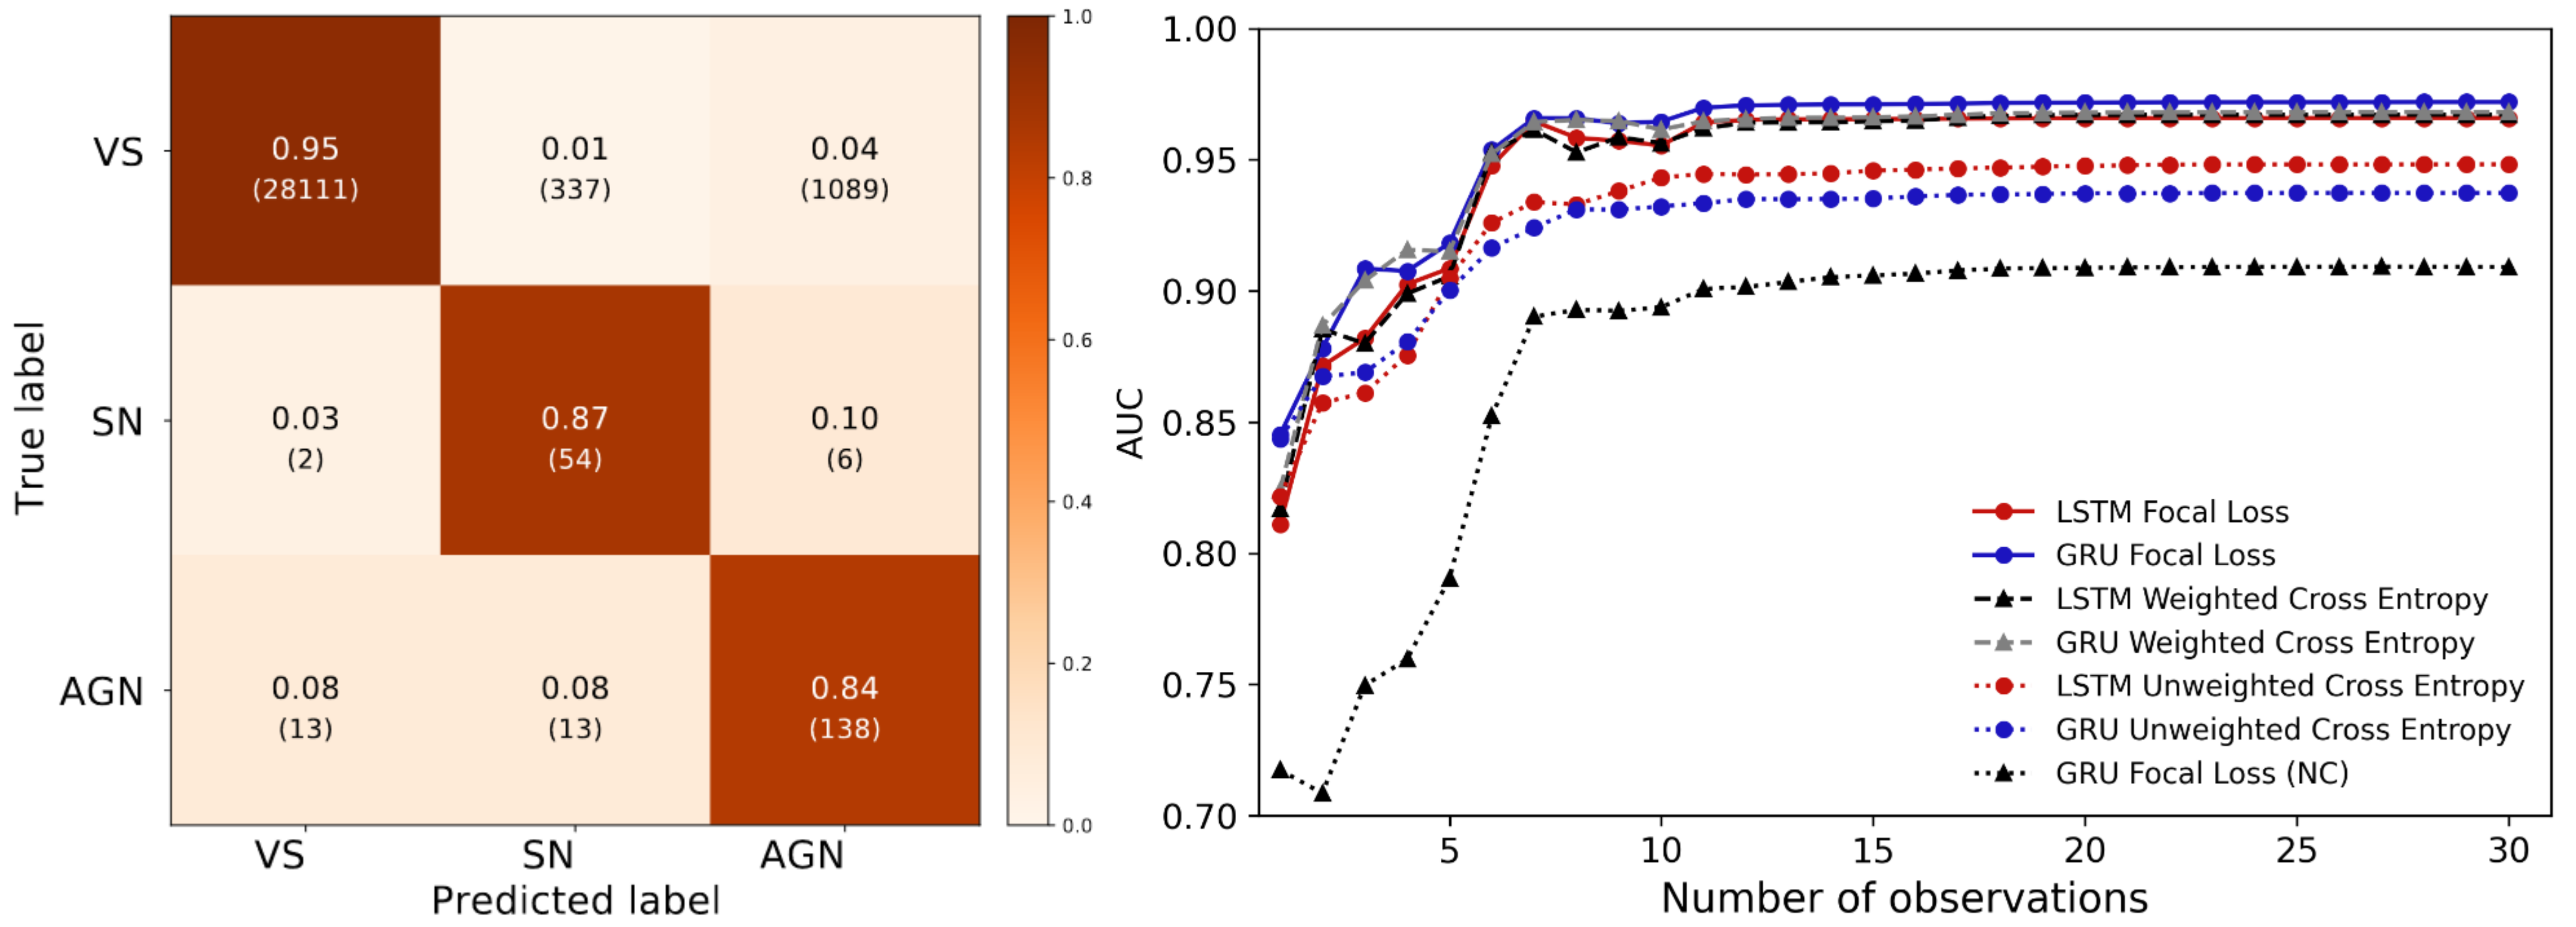 True label
VS
SN
AGN
0.95
(28111)
0.01
(337)
0.04
(1089)
0.03
(2)
0.87
(54)
0.10
(6)
0.08
(13)
0.08
(13)
0.84
(138)
VS
SN
AGN
Predicted label
1.0
0.8
0.6
0.4
0.2
0.0
AUC
1.00
0.95
0.90
0.85
0.80
0.75
0.70
LSTM Focal Loss
GRU Focal Loss
LSTM Weighted Cross Entropy
GRU Weighted Cross Entropy
LSTM Unweighted Cross Entropy
GRU Unweighted Cross Entropy
GRU Focal Loss (NC)
5
10
15
20
25
30
Number of observations